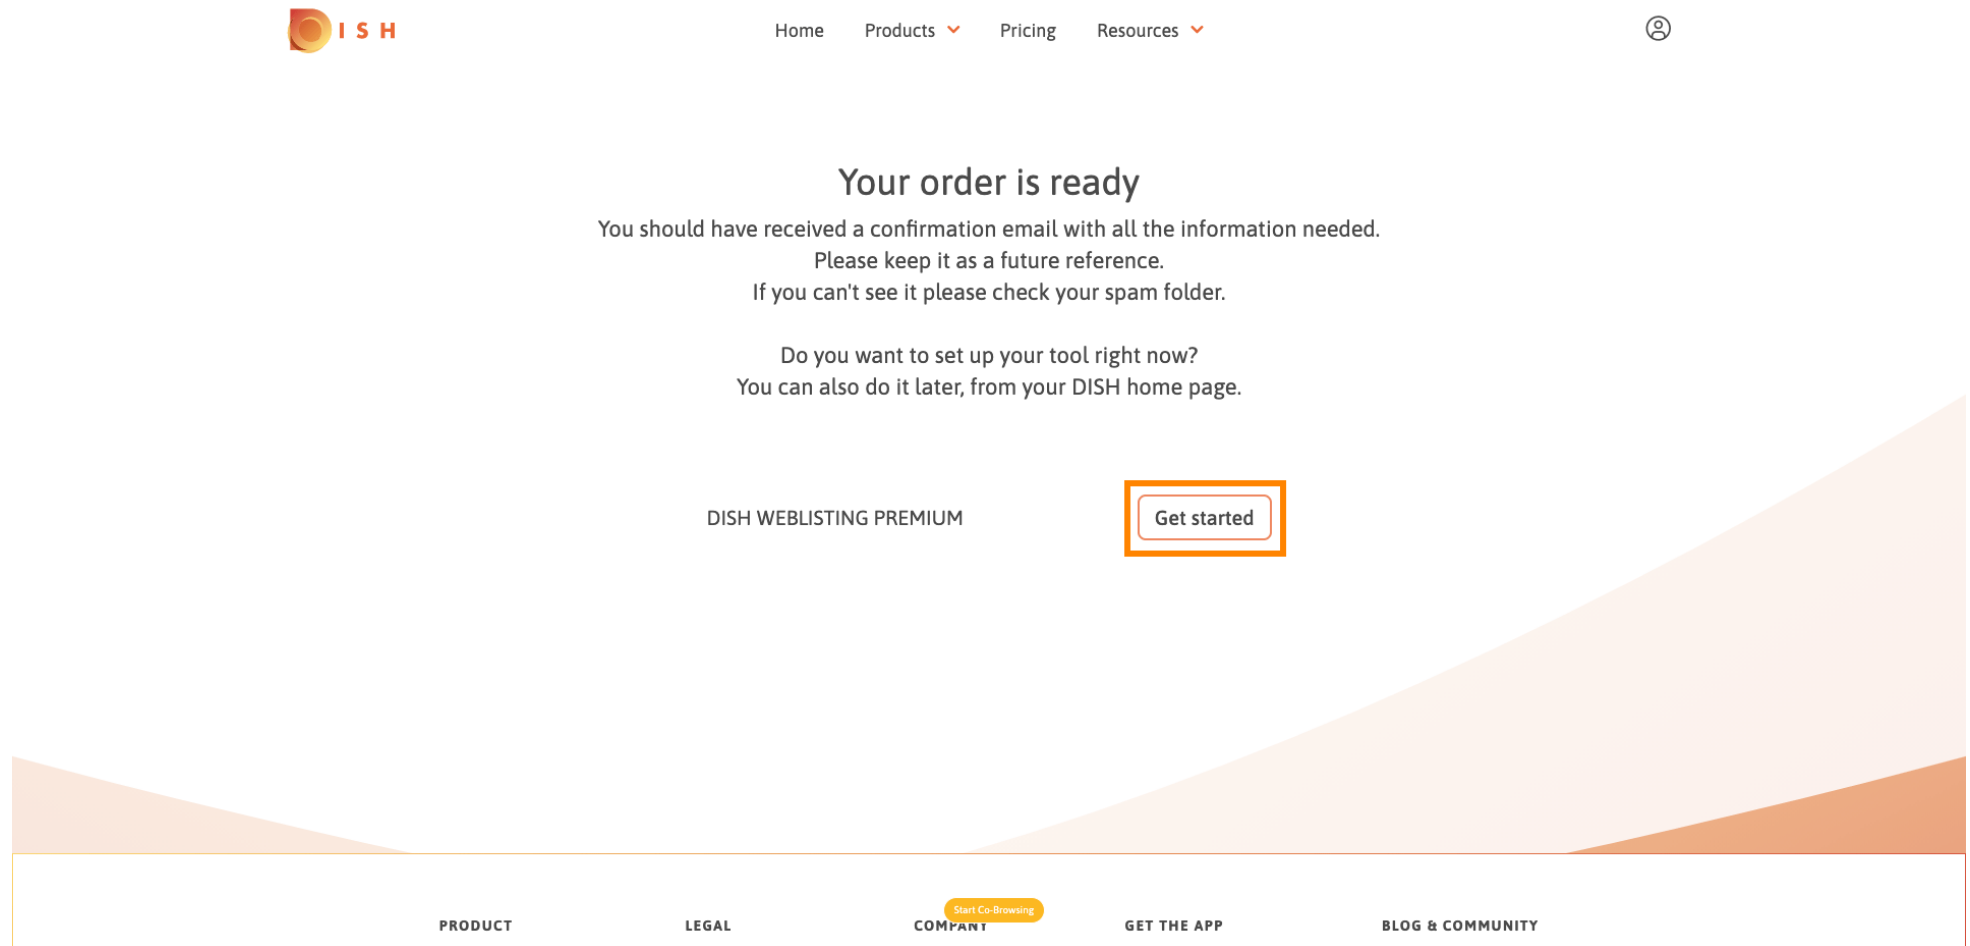 DISH
Home Products Pricing Resources
Your order is ready
You should have received a confirmation email with all the information needed.
Please keep it as a future reference.
If you can't see it please check your spam folder.
Do you want to set up your tool right now?
You can also do it later, from your DISH home page.
DISH WEBLISTING PREMIUM Get started
Start Co-Browsing
PRODUCT LEGAL COMPANY GET THE APP BLOG & COMMUNITY